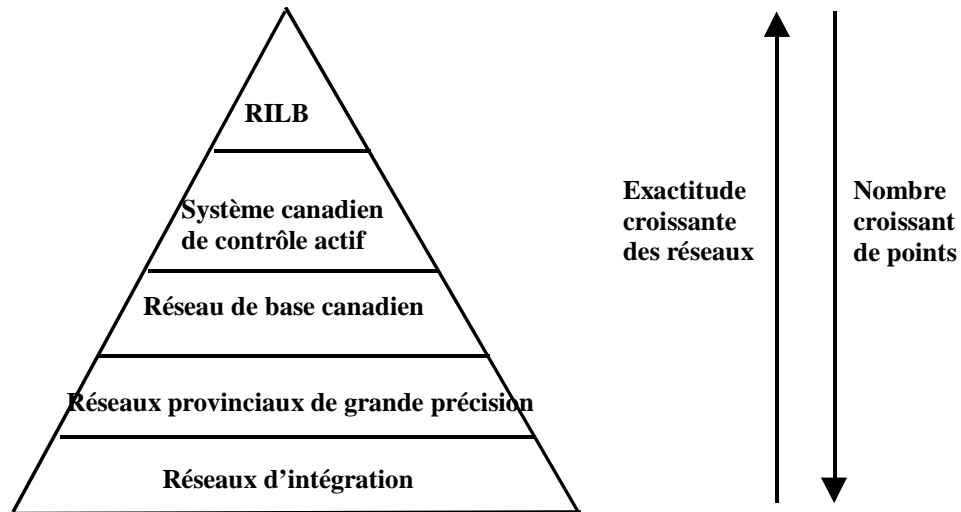 RILB
Système canadien
de contrôle actif
Réseau de base canadien
Réseaux provinciaux de grande précision
Réseaux d’intégration
Exactitude
croissante
des réseaux
Nombre
croissant
de points